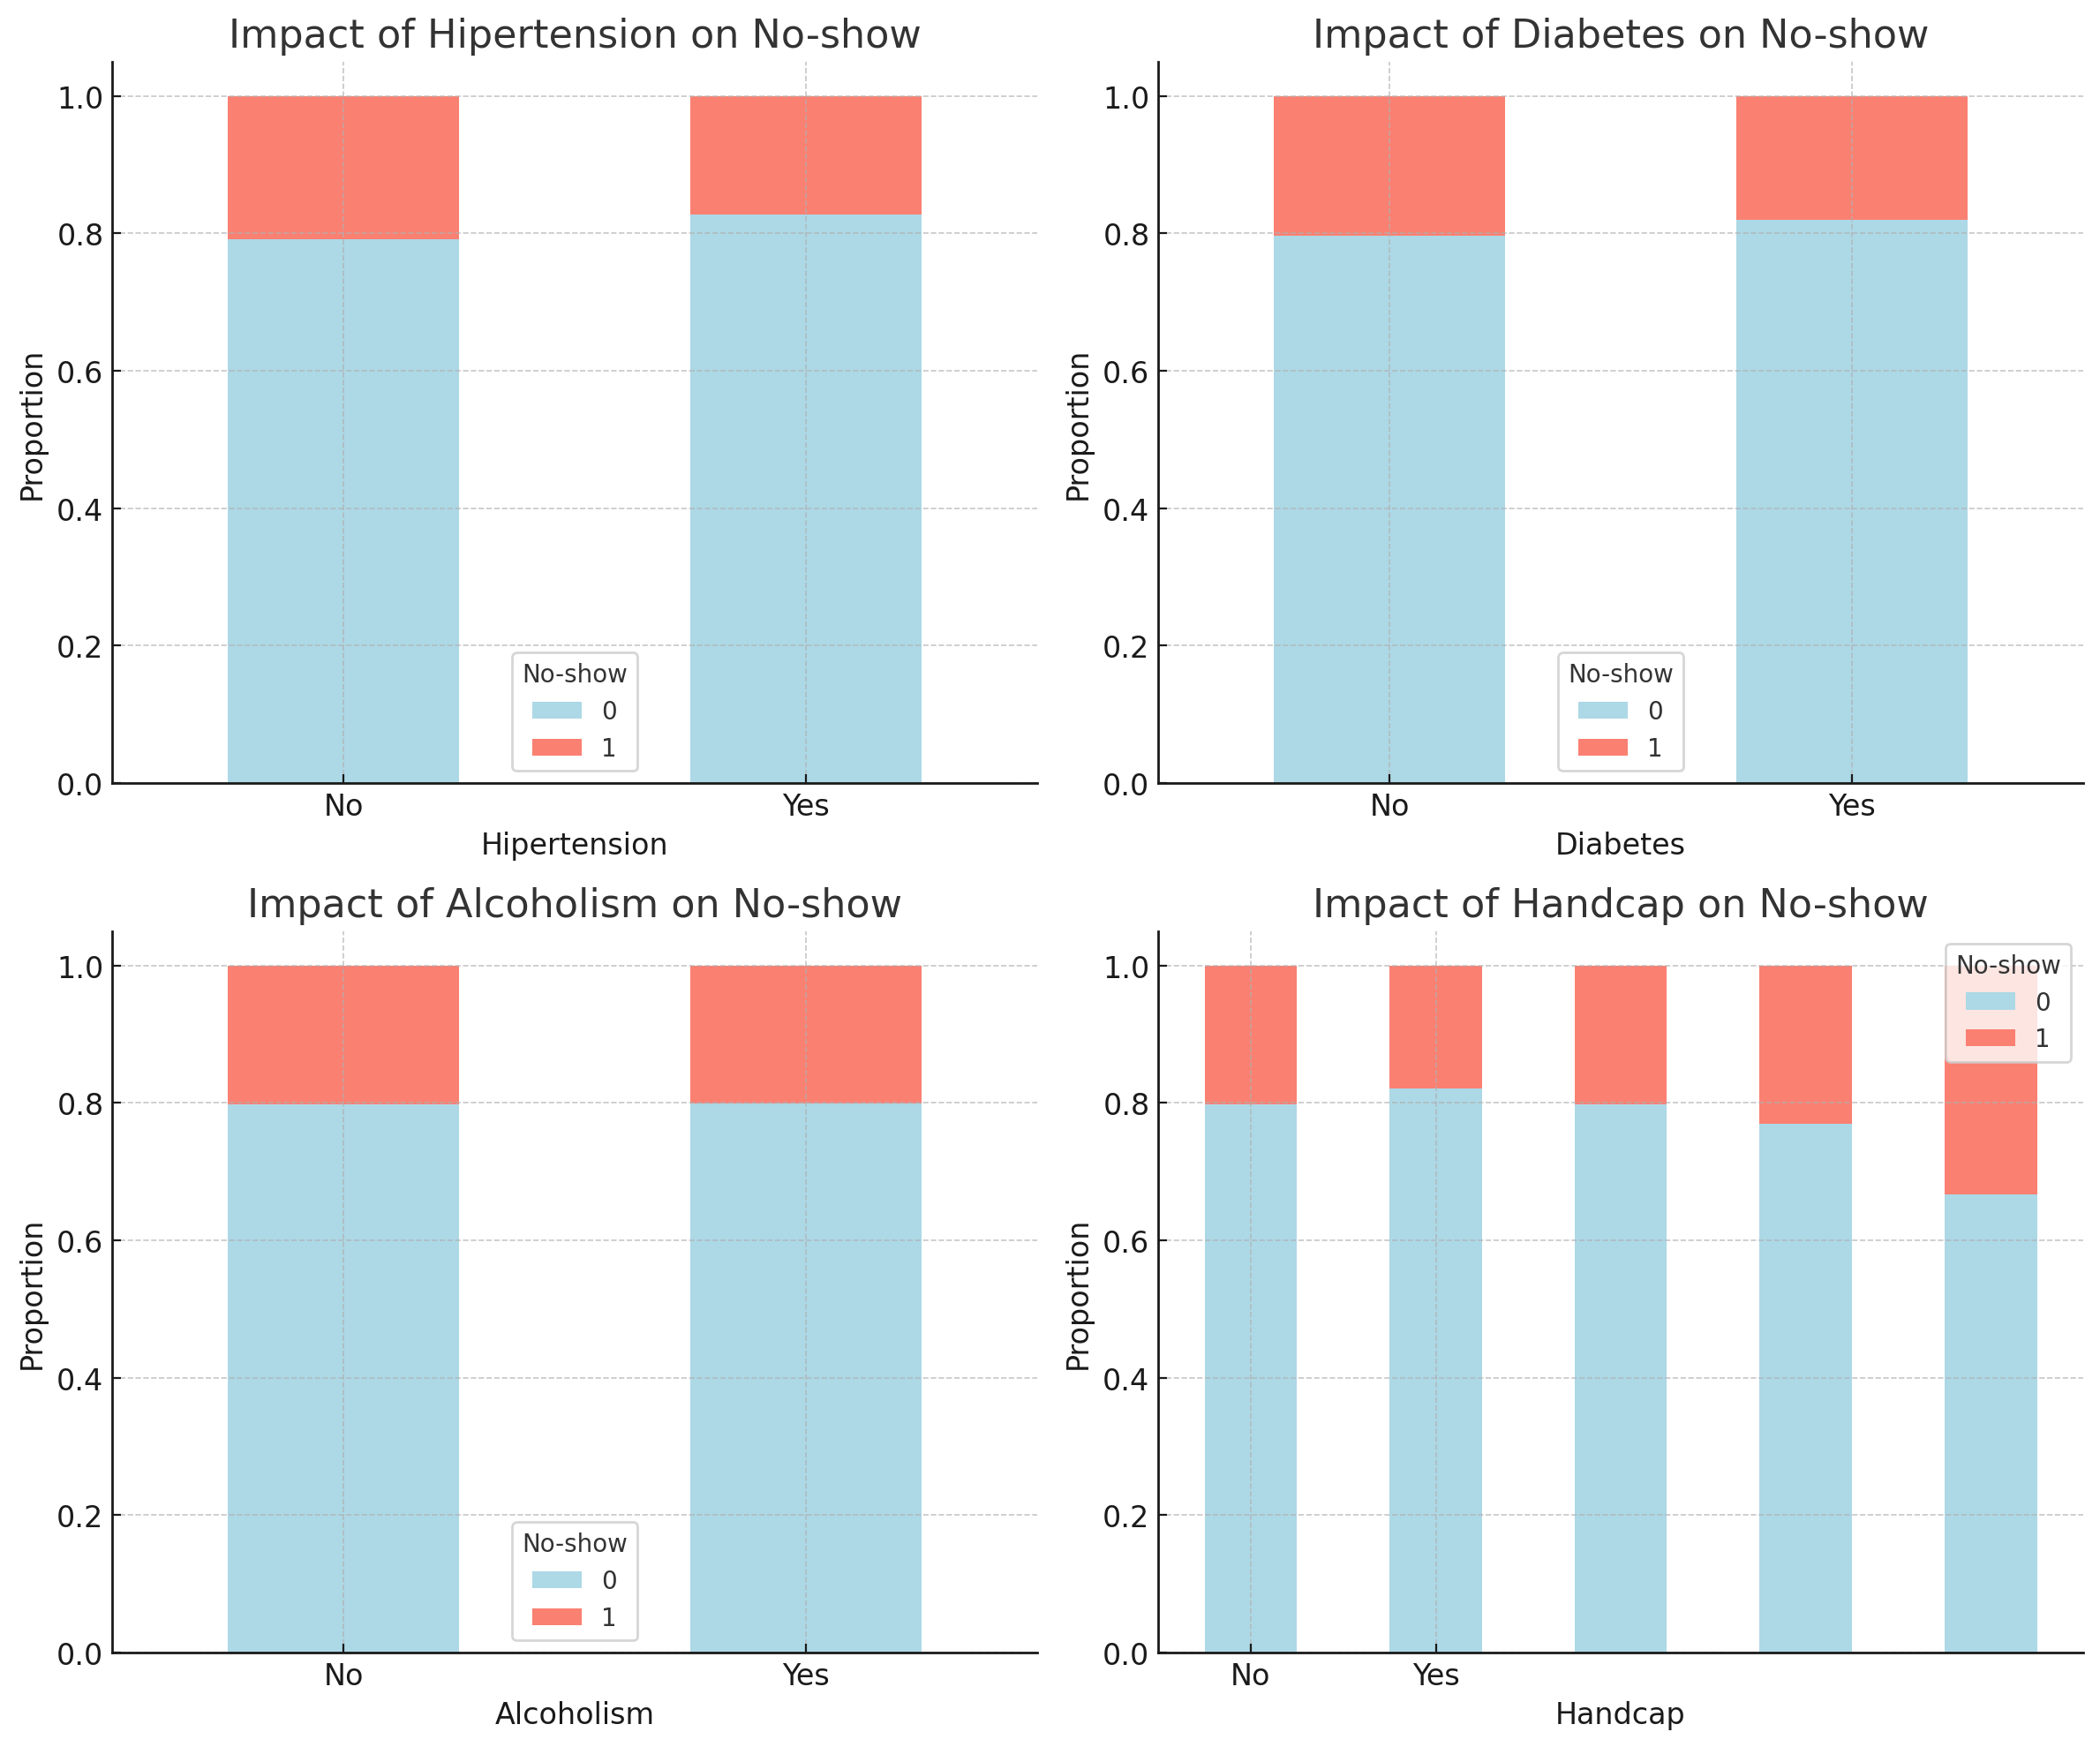 Impact of Hipertension on No-show
1.0
0.8
0.6
0.4
0.2
0.0
Proportion
No-show
0
1
No Yes
Hipertension
Impact of Diabetes on No-show
1.0
0.8
0.6
0.4
0.2
0.0
Proportion
No-show
0
1
No Yes
Diabetes
Impact of Alcoholism on No-show
1.0
0.8
0.6
0.4
0.2
0.0
Proportion
No-show
0
1
No Yes
Alcoholism
Impact of Handcap on No-show
1.0
0.8
0.6
0.4
0.2
0.0
Proportion
No-show
0
1
No Yes
Handcap